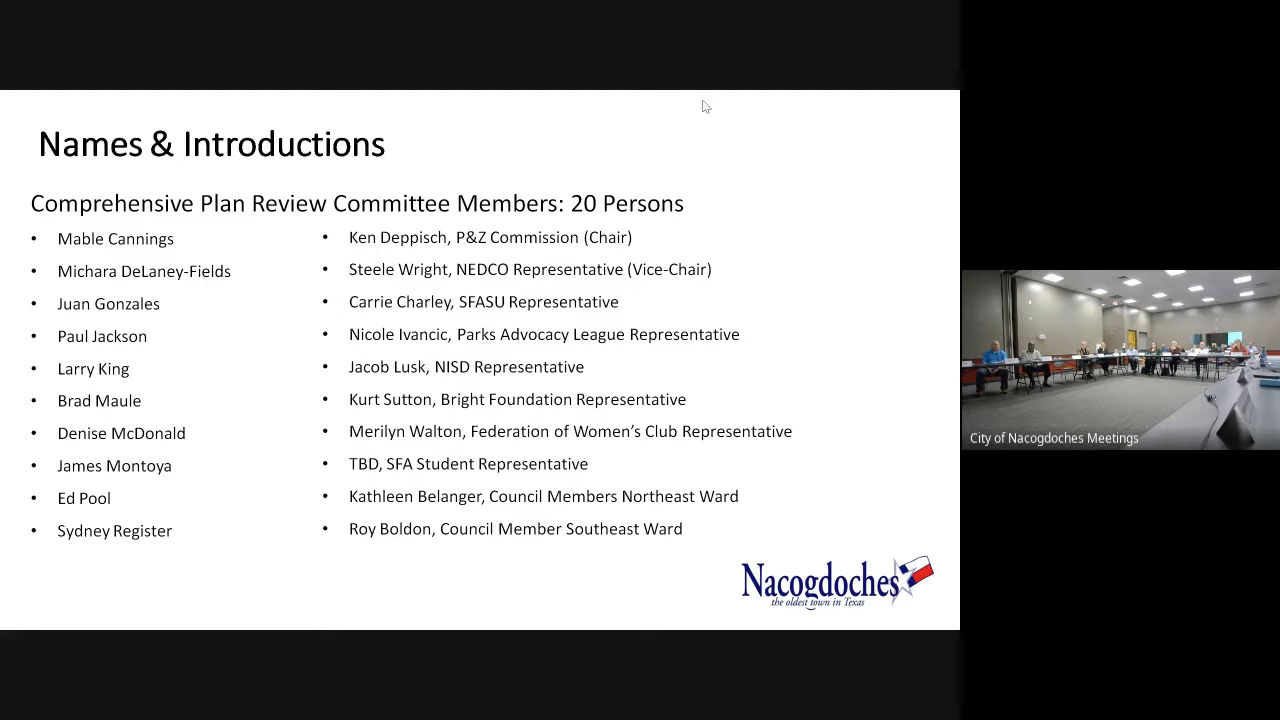 Names & Introductions
Comprehensive Plan Review Committee Members: 20 Persons
• Mable Cannings
• Michara DeLaney-Fields
• Juan Gonzales
• Paul Jackson
• Larry King
• Brad Maule
• Denise McDonald
• James Montoya
• Ed Pool
• Sydney Register
• Ken Deppisch, P&Z Commission (Chair)
• Steele Wright, NEDCO Representative (Vice-Chair)
• Carrie Charley, SFASU Representative
• Nicole Ivancic, Parks Advocacy League Representative
• Jacob Lusk, NISD Representative
• Kurt Sutton, Bright Foundation Representative
• Merilyn Walton, Federation of Women’s Club Representative
• TBD, SFA Student Representative
• Kathleen Belanger, Council Members Northeast Ward
• Roy Boldon, Council Member Southeast Ward
Nacogdoches
the oldest town in Texas
City of Nacogdoches Meetings